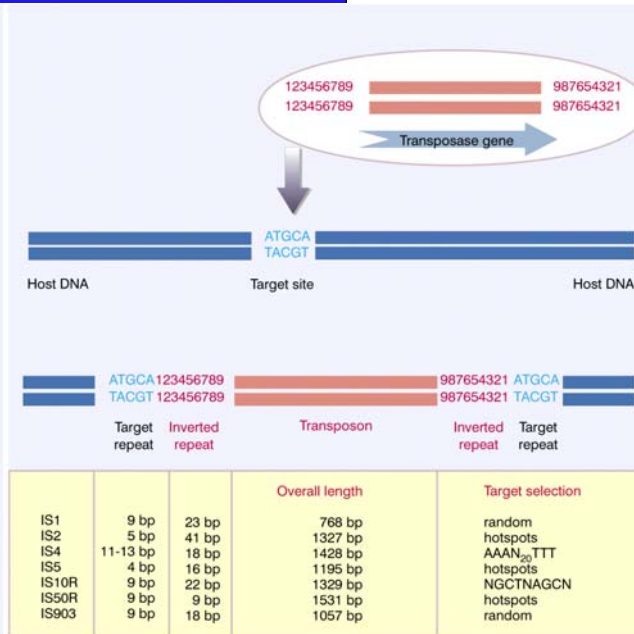 123456789 987654321
123456789 987654321
Transposase gene
ATGCA
TACGT
Host DNA Target site Host DNA
ATGCA123456789 987654321 ATGCA
TACGT 123456789 987654321 TACGT
Target repeat Inverted repeat Transposon Inverted repeat Target repeat
Overall length Target selection
IS1 9 bp 23 bp 768 bp random
IS2 5 bp 41 bp 1327 bp hotspots
IS4 11-13 bp 18 bp 1428 bp AAAN20TTT
IS5 4 bp 16 bp 1195 bp hotspots
IS10R 9 bp 22 bp 1329 bp NGCTNAGCN
IS50R 9 bp 9 bp 1531 bp hotspots
IS903 9 bp 18 bp 1057 bp random